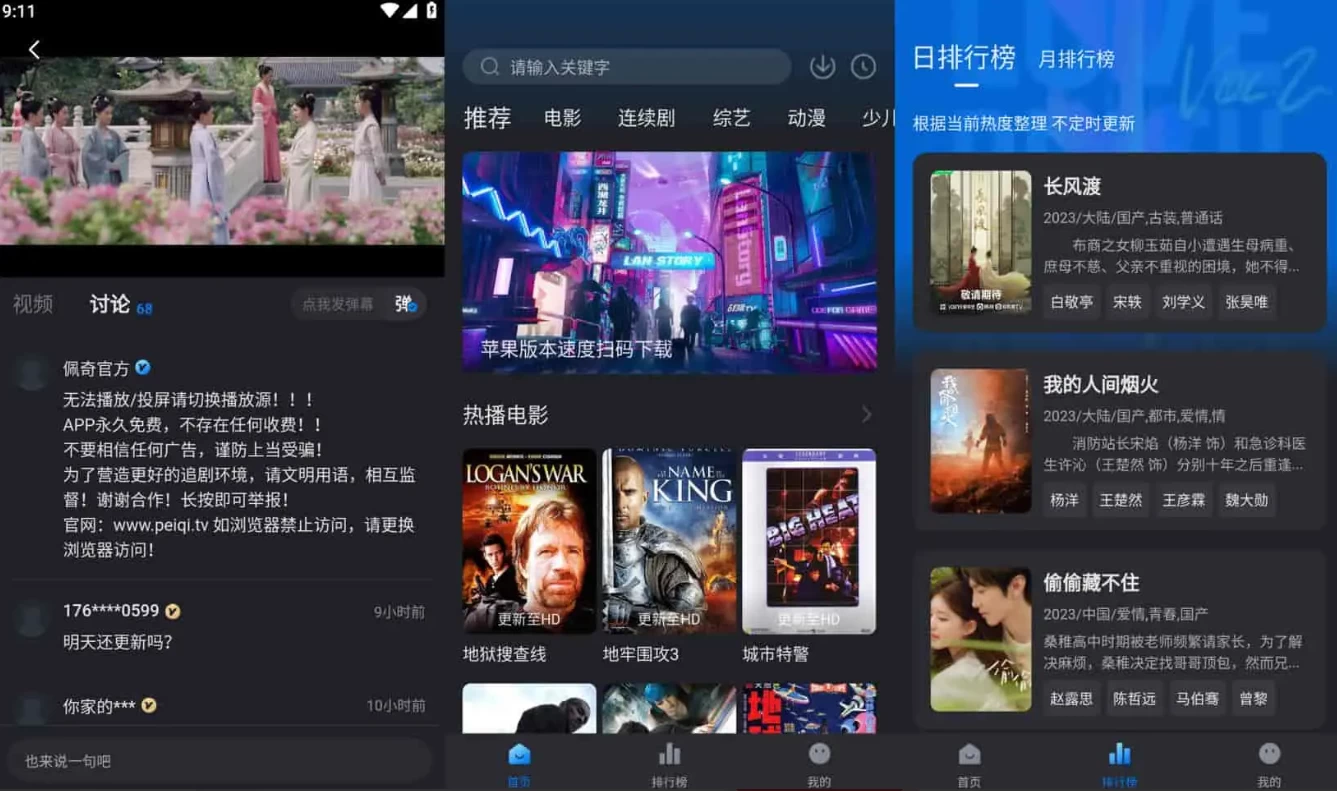 9:11
视频
讨论 68
点我发弹幕
弹
佩奇官方
无法播放/投屏请切换播放源！！！
APP永久免费，不存在任何收费！！
不要相信任何广告，谨防上当受骗！
为了营造更好的追剧环境，请文明用语，相互监
督！谢谢合作！长按即可举报！
官网：www.peiqi.tv 如浏览器禁止访问，请更换
浏览器访问！
176****0599
9小时前
明天还更新吗？
你家的***
10小时前
也来说一句吧
请输入关键字
推荐 电影 连续剧 综艺 动漫 少儿
西湖龙井
LAN STORY
苹果版本速度扫码下载
热播电影
LOGAN'S WAR
BOUND BY HONOR
更新至HD
地狱搜查线
DOMINIC PURCELL
IN THE NAME OF THE
KING
更新至HD
地牢围攻3
BIG HEAT
更新至HD
城市特警
首页
排行榜
我的
日排行榜 月排行榜
根据当前热度整理 不定时更新
敬请期待
长风渡
2023/大陆/国产,古装,普通话
布商之女柳玉茹自小遭遇生母病重、
庶母不慈、父亲不重视的困境，她不得...
白敬亭 宋轶 刘学义 张昊唯
我的人间烟火
2023/大陆/国产,都市,爱情,情
消防站长宋焰（杨洋 饰）和急诊科医
生许沁（王楚然 饰）分别十年之后重逢...
杨洋 王楚然 王彦霖 魏大勋
偷偷
偷偷藏不住
2023/中国/爱情,青春,国产
桑稚高中时期被老师频繁请家长，为了解
决麻烦，桑稚决定找哥哥顶包，然而兄...
赵露思 陈哲远 马伯骞 曾黎
首页
排行榜
我的